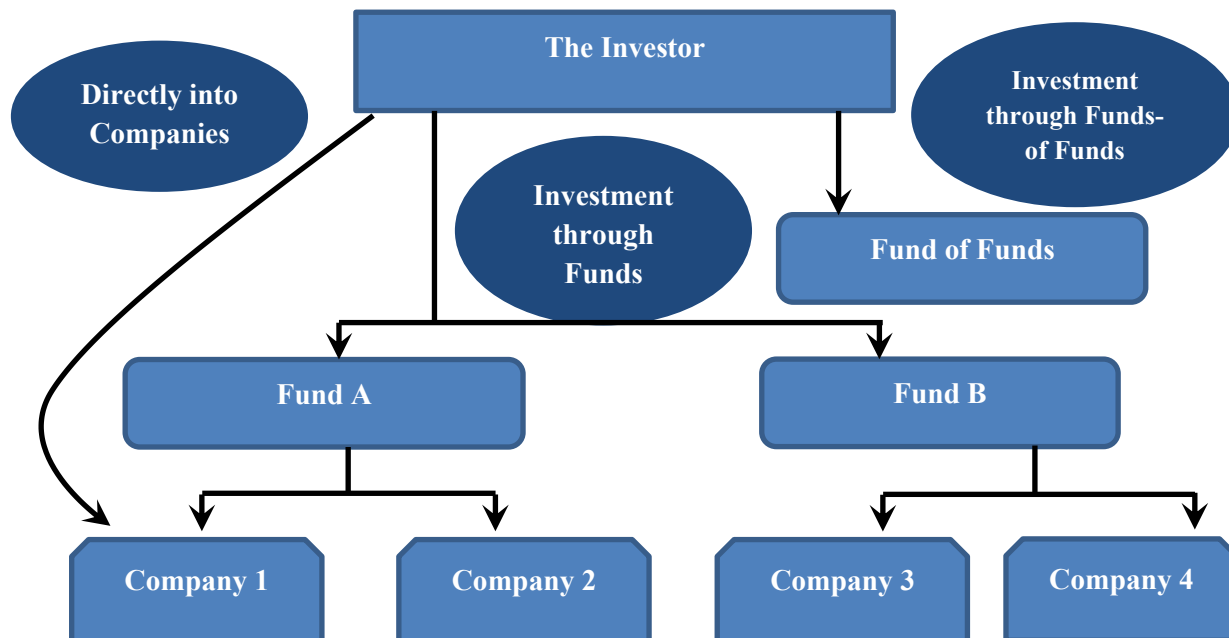 The Investor
Directly into
Companies
Investment
through Funds-
of Funds
Investment
through
Funds
Fund of Funds
Fund A
Fund B
Company 1
Company 2
Company 3
Company 4